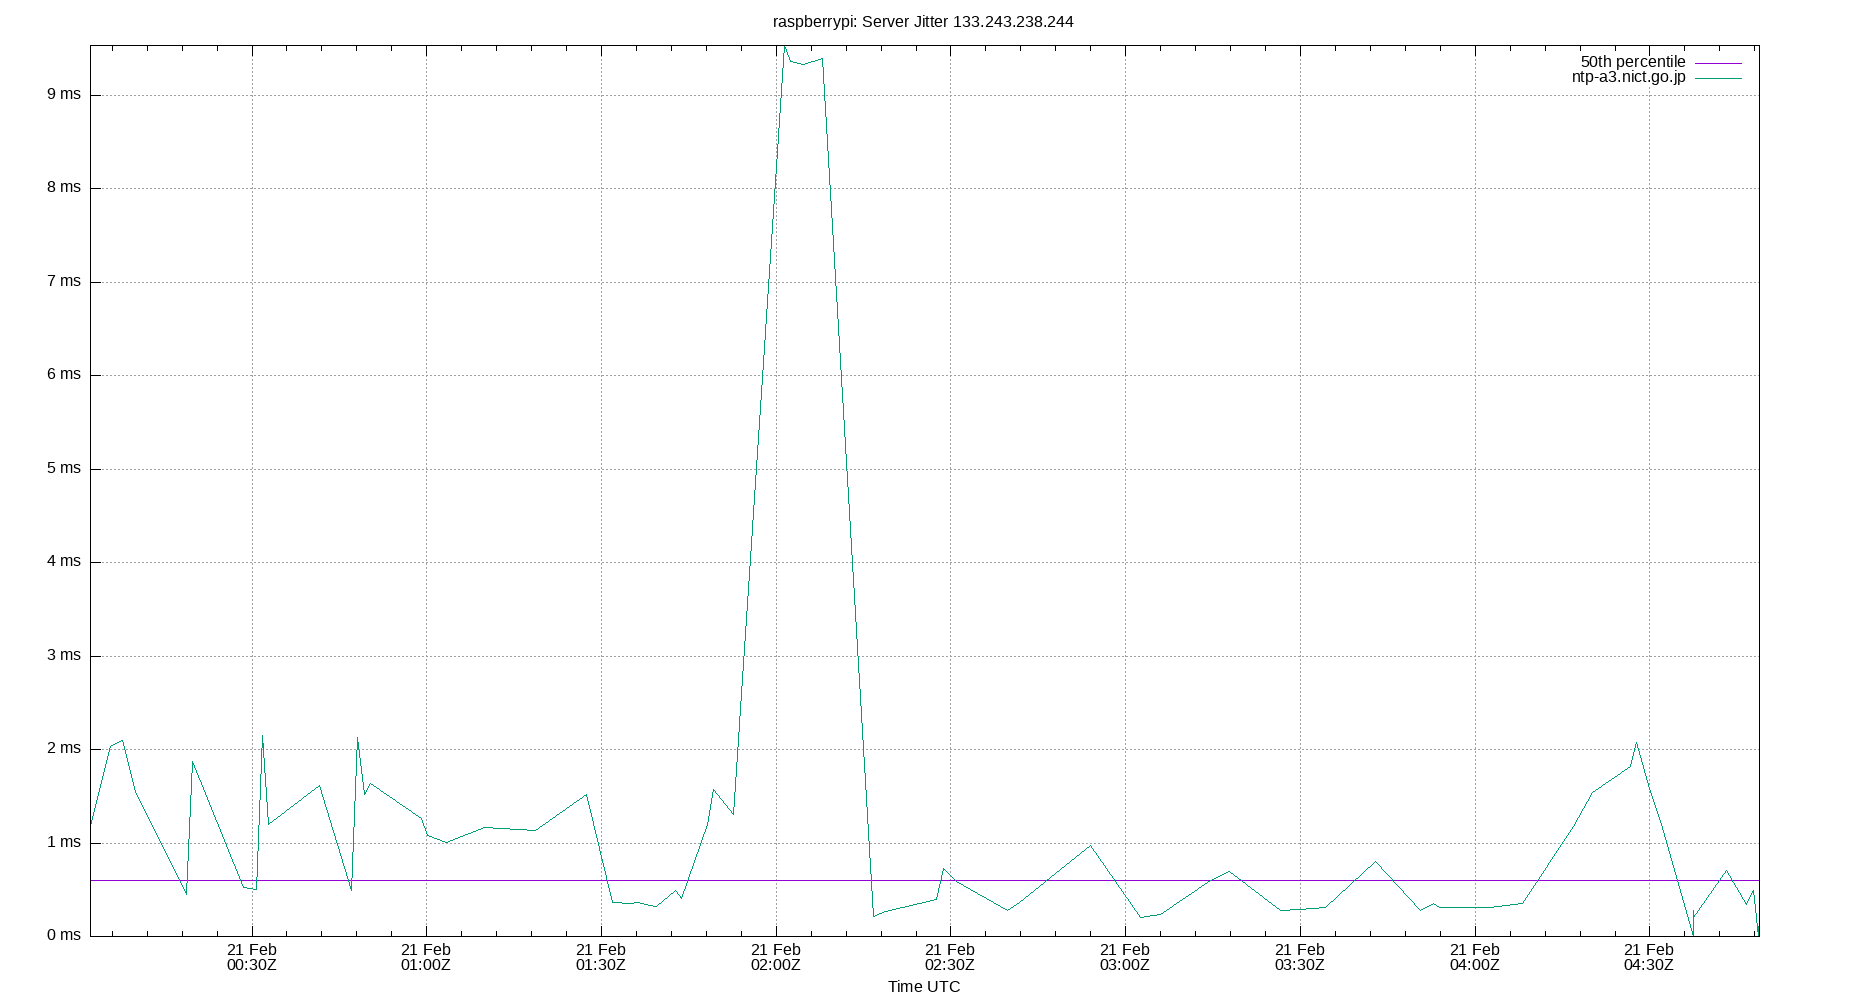 raspberrypi: Server Jitter 133.243.238.244
50th percentile
ntp-a3.nict.go.jp
9 ms
8 ms
7 ms
6 ms
5 ms
4 ms
3 ms
2 ms
1 ms
0 ms
21 Feb 21 Feb 21 Feb 21 Feb 21 Feb 21 Feb 21 Feb 21 Feb 21 Feb
00:30Z 01:00Z 01:30Z 02:00Z 02:30Z 03:00Z 03:30Z 04:00Z 04:30Z
Time UTC